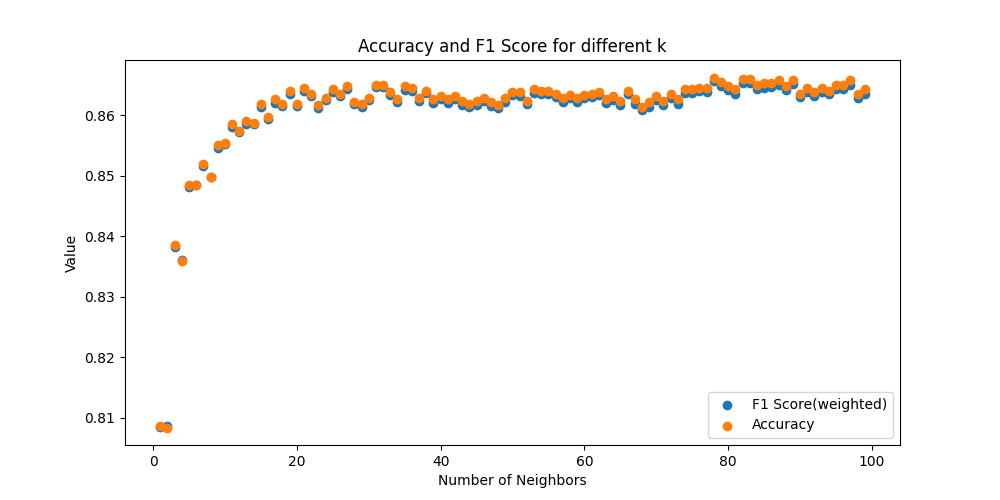 Accuracy and F1 Score for different k
Value
0.86
0.85
0.84
0.83
0.82
0.81
F1 Score(weighted)
Accuracy
0 20 40 60 80 100
Number of Neighbors